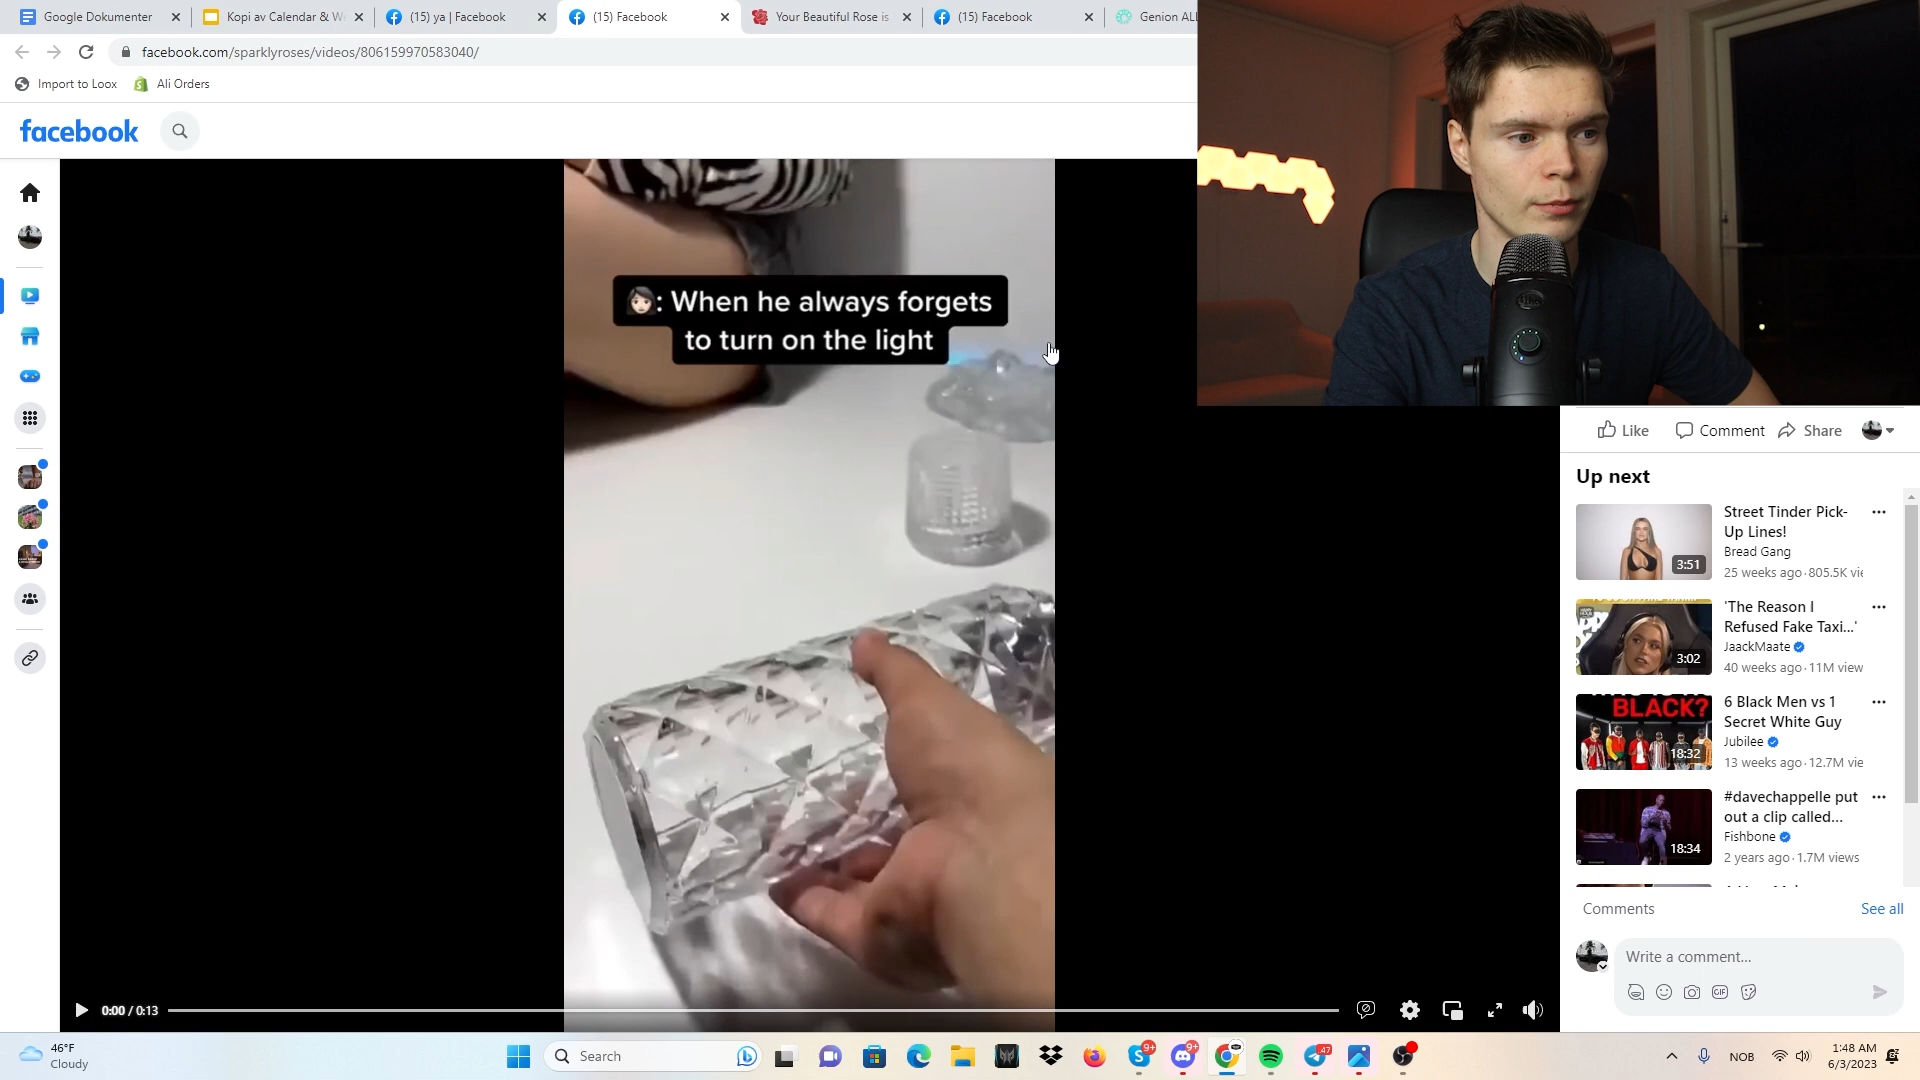 Google Dokumenter
Kopi av Calendar & W
(15) ya | Facebook
(15) Facebook
Your Beautiful Rose is
(15) Facebook
Genion ALI
facebook.com/sparklyroses/videos/806159970583040/
Import to Loox
Ali Orders
facebook
: When he always forgets
to turn on the light
0:00 / 0:13
Like
Comment
Share
Up next
Street Tinder Pick-
Up Lines!
Bread Gang
25 weeks ago · 805.5K vie
3:51
'The Reason I
Refused Fake Taxi...'
JaackMaate
40 weeks ago · 11M view
3:02
BLACK?
18:32
6 Black Men vs 1
Secret White Guy
Jubilee
13 weeks ago · 12.7M vie
#davechappelle put
out a clip called...
Fishbone
2 years ago · 1.7M views
18:34
Comments
See all
Write a comment...
GIF
46°F
Cloudy
Search
9+
9+
47
NOB
1:48 AM
6/3/2023